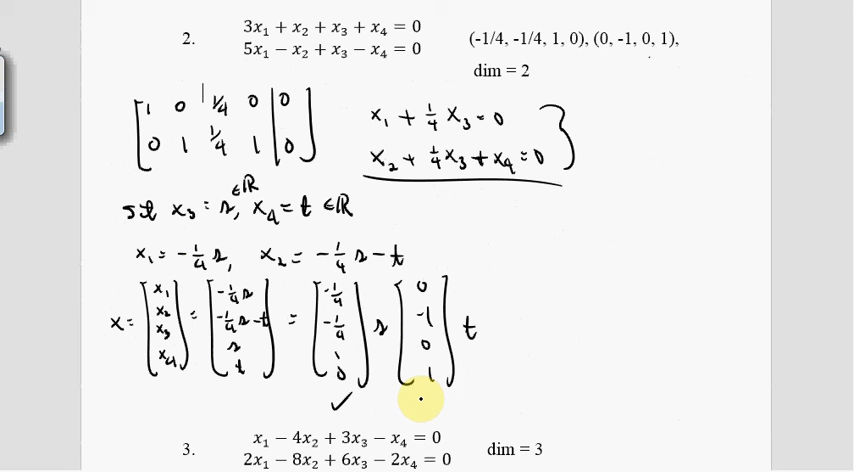 2. 3x₁ + x₂ + x₃ + x₄ = 0
5x₁ − x₂ + x₃ − x₄ = 0
(-1/4, -1/4, 1, 0), (0, -1, 0, 1),
dim = 2
[1 0 1/4 0 | 0]
[0 1 1/4 1 | 0]
x₁ + 1/4 x₃ = 0
x₂ + 1/4 x₃ + x₄ = 0 }
set x₃ = s, ∈ℝ x₄ = t ∈ℝ
x₁ = -1/4 s, x₂ = -1/4 s - t
x = [x₁ x₂ x₃ x₄] = [-1/4 s -1/4 s-t s t] = [-1/4 -1/4 1 0] s [0 -1 0 1] t
✓
3. x₁ − 4x₂ + 3x₃ − x₄ = 0
2x₁ − 8x₂ + 6x₃ − 2x₄ = 0
dim = 3